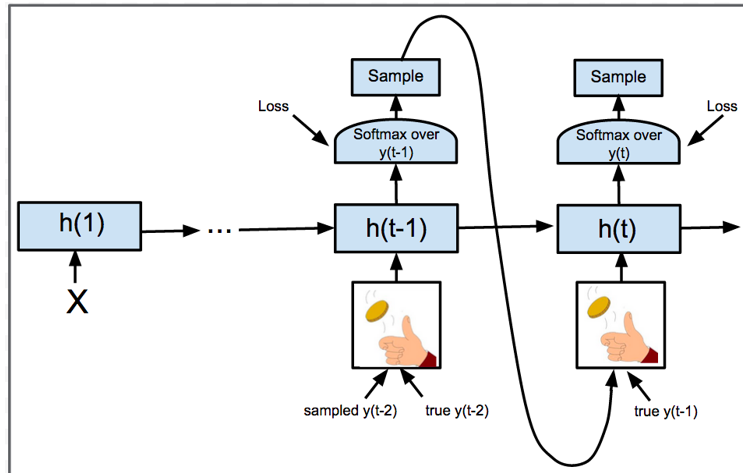 Sample
Sample
Loss
Softmax over
y(t-1)
Softmax over
y(t)
Loss
h(1)
...
h(t-1)
h(t)
X
sampled y(t-2)
true y(t-2)
true y(t-1)